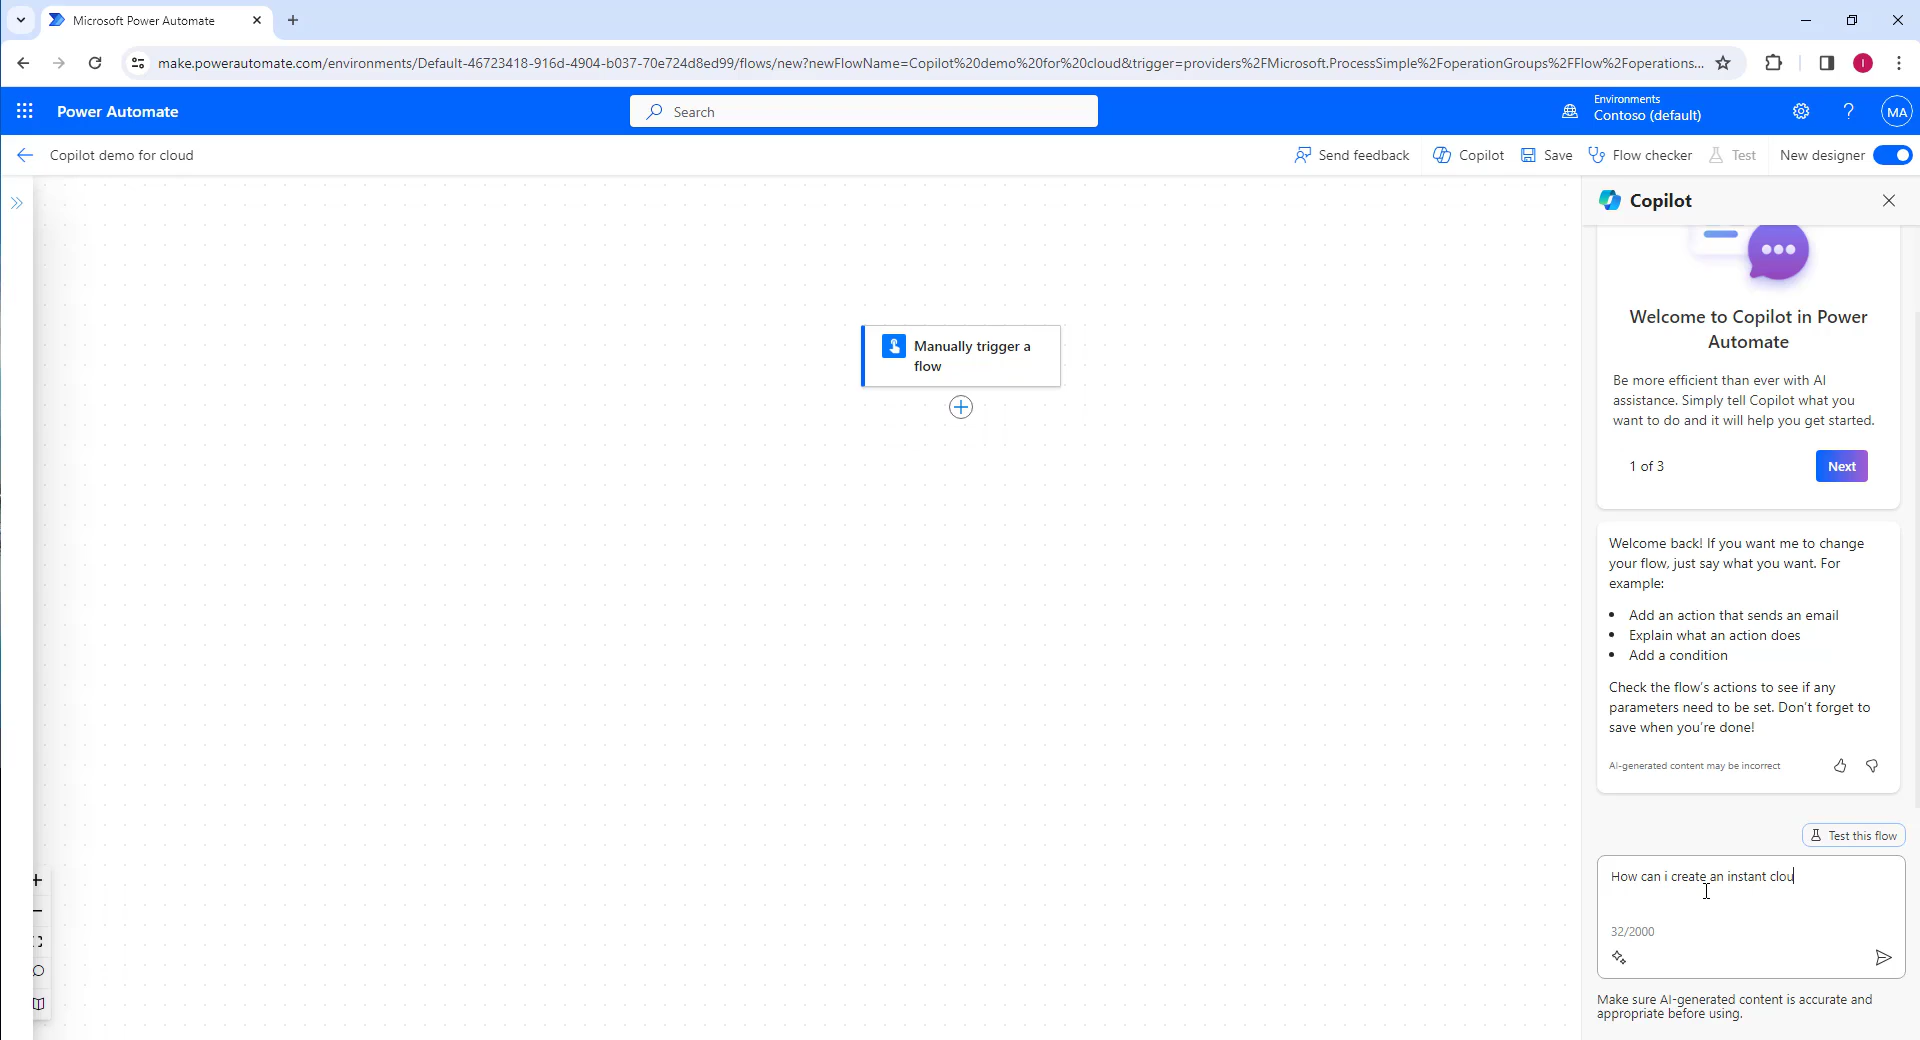 Microsoft Power Automate
make.powerautomate.com/environments/Default-46723418-916d-4904-b037-70e724d8ed99/flows/new?newFlowName=Copilot%20demo%20for%20cloud&trigger=providers%2FMicrosoft.ProcessSimple%2FoperationGroups%2FFlow%2Foperations...
I
Power Automate
Search
Environments
Contoso (default)
?
MA
Copilot demo for cloud
Send feedback
Copilot
Save
Flow checker
Test
New designer
Copilot
Manually trigger a
flow
Welcome to Copilot in Power
Automate
Be more efficient than ever with AI
assistance. Simply tell Copilot what you
want to do and it will help you get started.
1 of 3
Next
Welcome back! If you want me to change
your flow, just say what you want. For
example:
• Add an action that sends an email
• Explain what an action does
• Add a condition
Check the flow's actions to see if any
parameters need to be set. Don't forget to
save when you're done!
AI-generated content may be incorrect
Test this flow
How can i create an instant clou
32/2000
Make sure AI-generated content is accurate and
appropriate before using.